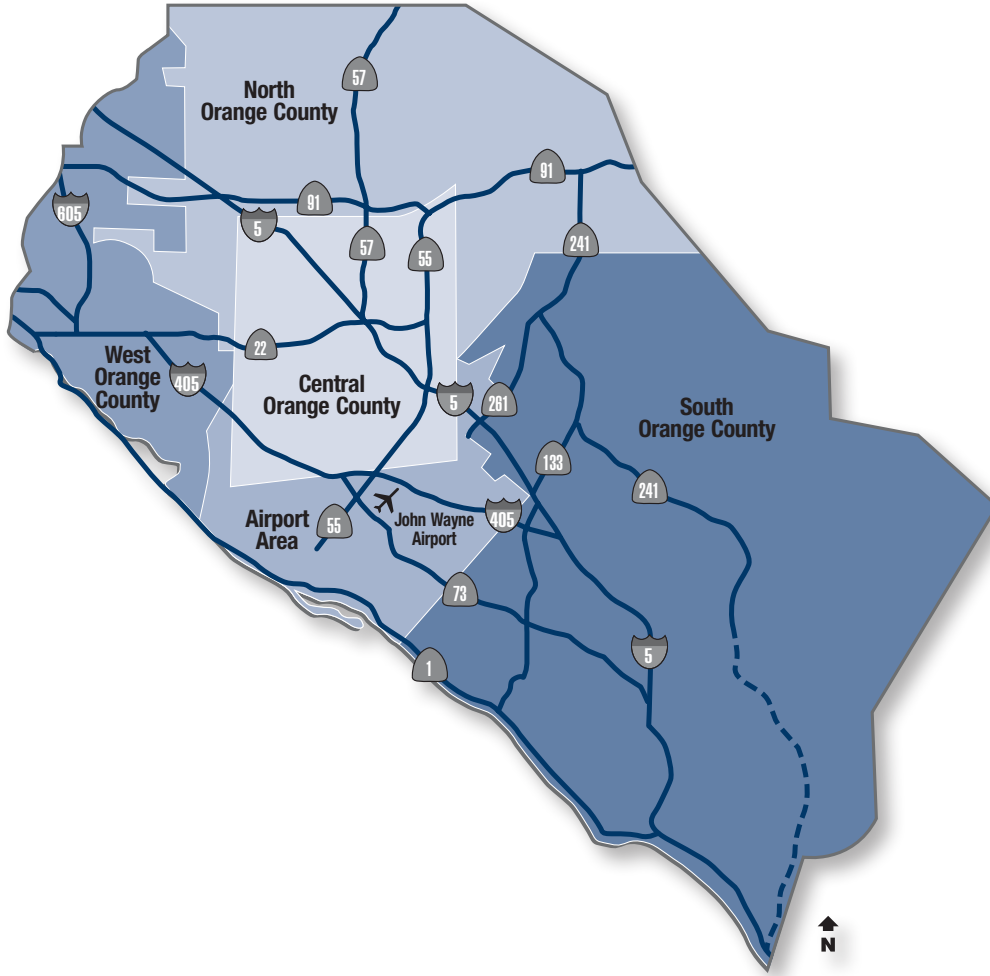 57
North
Orange County
91
91
605
5
57
55
241
22
West
Orange
County
405
Central
Orange County
5
261
South
Orange County
133
241
Airport
Area
55
John Wayne
Airport
405
73
5
1
N